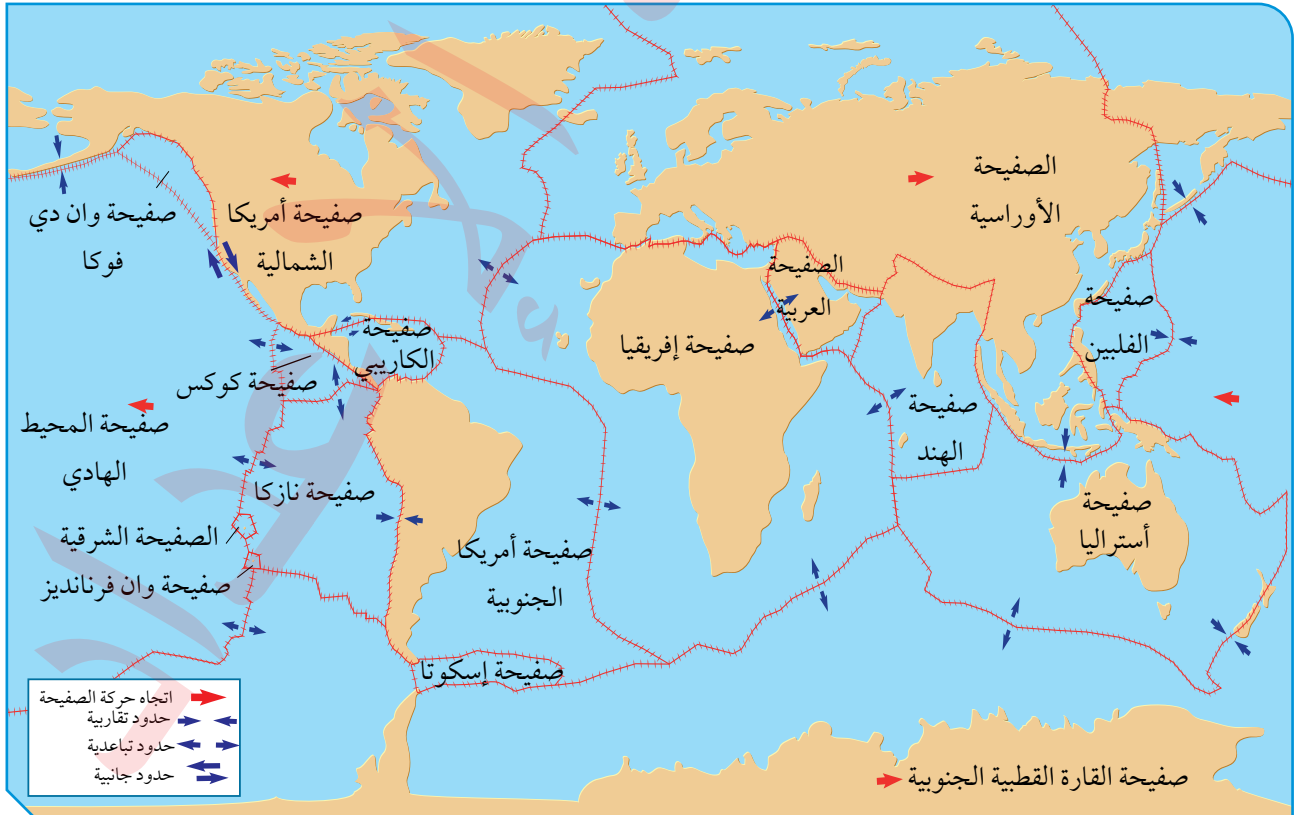 الصفيحة
الأوراسية
صفيحة أمريكا
الشمالية
صفيحة وان دي
فوكا
الصفيحة
العربية
صفيحة
الفلبين
صفيحة
الكاريبي
صفيحة إفريقيا
صفيحة كوكس
صفيحة
الهند
صفيحة المحيط
الهادي
صفيحة نازكا
صفيحة
أستراليا
الصفيحة الشرقية
صفيحة أمريكا
الجنوبية
صفيحة وان فرنانديز
صفيحة إسكوتا
صفيحة القارة القطبية الجنوبية
اتجاه حركة الصفيحة
حدود تقاربية
حدود تباعدية
حدود جانبية